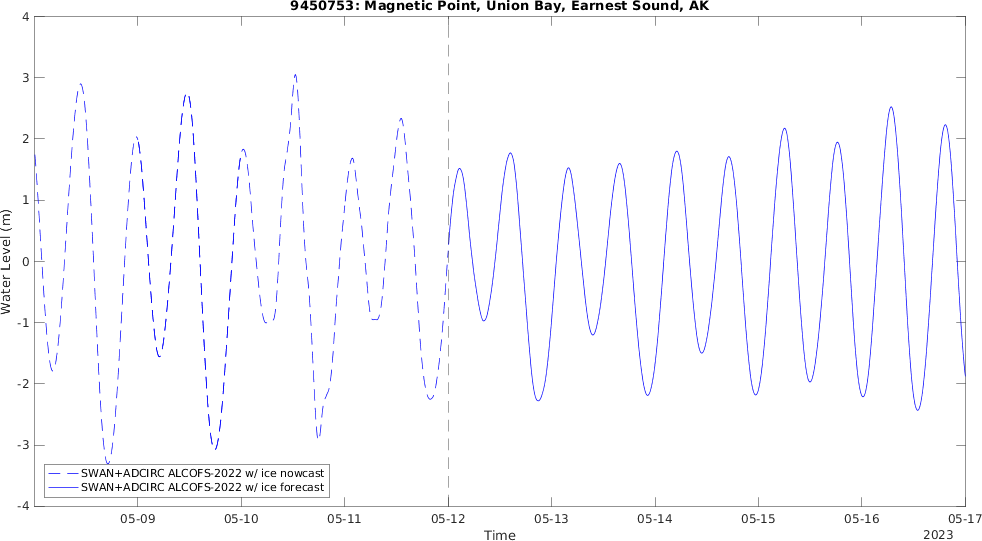 9450753: Magnetic Point, Union Bay, Earnest Sound, AK
Water Level (m)
4
3
2
1
0
-1
-2
-3
-4
SWAN+ADCIRC ALCOFS-2022 w/ ice nowcast
SWAN+ADCIRC ALCOFS-2022 w/ ice forecast
05-09 05-10 05-11 05-12 05-13 05-14 05-15 05-16 05-17
Time
2023